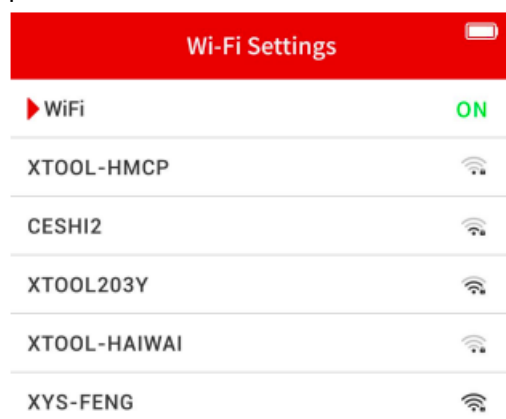 Wi-Fi Settings
WiFi ON
XTOOL-HMCP
CESHI2
XTOOL203Y
XTOOL-HAIWAI
XYS-FENG